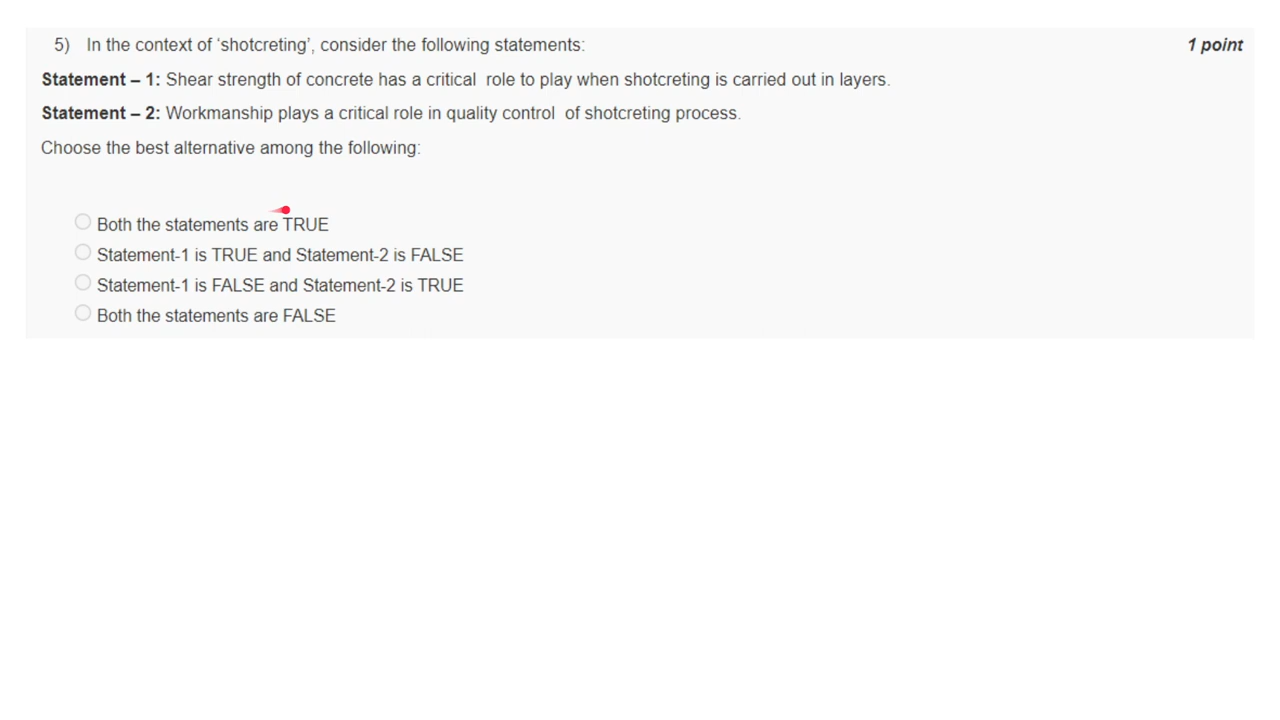 5) In the context of ‘shotcreting’, consider the following statements: 1 point
Statement – 1: Shear strength of concrete has a critical role to play when shotcreting is carried out in layers.
Statement – 2: Workmanship plays a critical role in quality control of shotcreting process.
Choose the best alternative among the following:
Both the statements are TRUE
Statement-1 is TRUE and Statement-2 is FALSE
Statement-1 is FALSE and Statement-2 is TRUE
Both the statements are FALSE